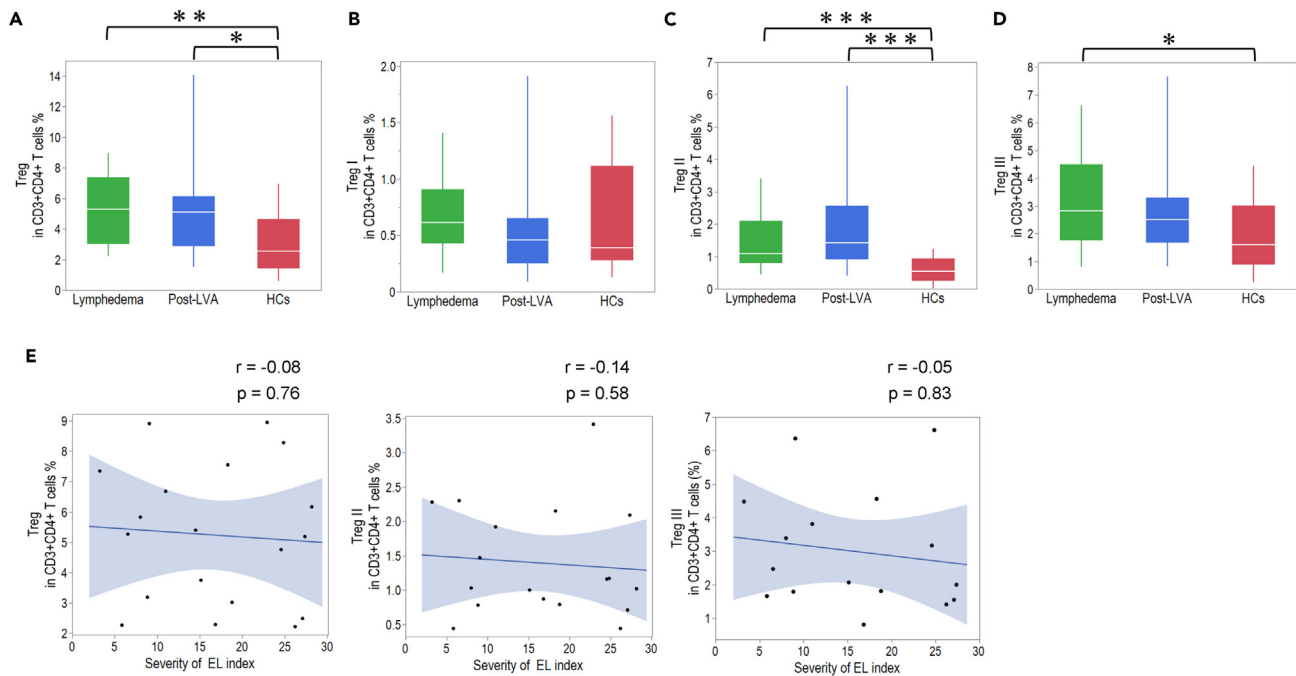 A
B
C
D
**
*
***
***
*
Treg
in CD3+CD4+ T cells %
14
12
10
8
6
4
2
0
Lymphedema
Post-LVA
HCs
Treg I
in CD3+CD4+ T cells %
2.0
1.5
1.0
0.5
0
Lymphedema
Post-LVA
HCs
Treg II
in CD3+CD4+ T cells %
7
6
5
4
3
2
1
0
Lymphedema
Post-LVA
HCs
Treg III
in CD3+CD4+ T cells %
8
7
6
5
4
3
2
1
0
Lymphedema
Post-LVA
HCs
E
r = -0.08
p = 0.76
Treg
in CD3+CD4+ T cells %
9
8
7
6
5
4
3
2
0 5 10 15 20 25 30
Severity of EL index
r = -0.14
p = 0.58
Treg II
in CD3+CD4+ T cells %
3.5
3.0
2.5
2.0
1.5
1.0
0.5
0 5 10 15 20 25 30
Severity of EL index
r = -0.05
p = 0.83
Treg III
in CD3+CD4+ T cells (%)
7
6
5
4
3
2
1
0 5 10 15 20 25 30
Severity of EL index